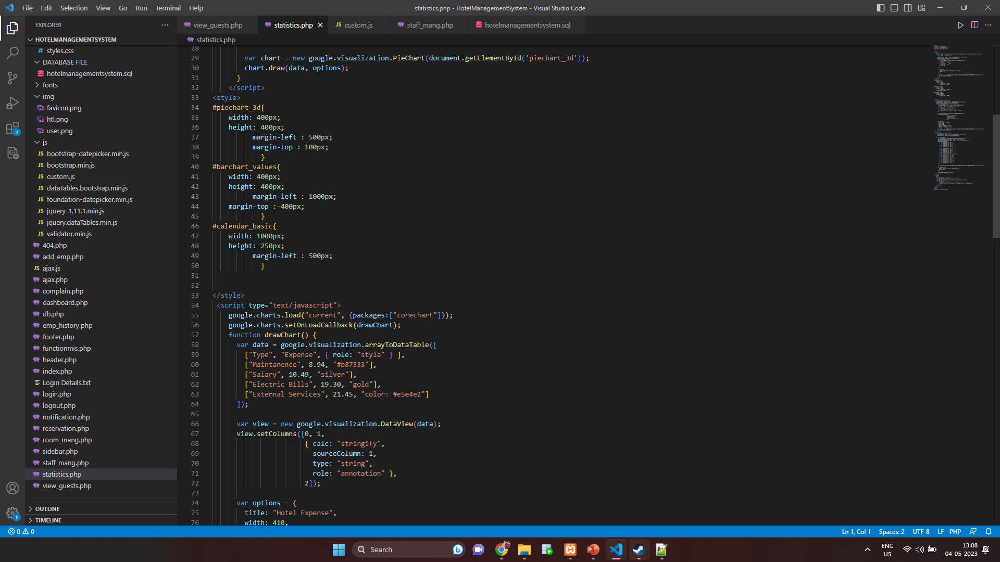 File Edit Selection View Go Run Terminal Help
statistics.php - HotelManagementSystem - Visual Studio Code
EXPLORER
HOTELMANAGEMENTSYSTEM
# styles.css
DATABASE FILE
hotelmanagementsystem.sql
fonts
img
favicon.png
htl.png
user.png
js
JS bootstrap-datepicker.min.js
JS bootstrap.min.js
JS custom.js
JS dataTables.bootstrap.min.js
JS foundation-datepicker.min.js
JS jquery-1.11.1.min.js
JS jquery.dataTables.min.js
JS validator.min.js
404.php
add_emp.php
JS ajax.js
ajax.php
complain.php
dashboard.php
db.php
emp_history.php
footer.php
functionmis.php
header.php
index.php
Login Details.txt
login.php
logout.php
notification.php
reservation.php
room_mang.php
sidebar.php
staff_mang.php
statistics.php
view_guests.php
OUTLINE
TIMELINE
2
1
view_guests.php statistics.php JS custom.js staff_mang.php hotelmanagementsystem.sql
statistics.php
28
29 var chart = new google.visualization.PieChart(document.getElementById('piechart_3d'));
30 chart.draw(data, options);
31 }
32 </script>
33 <style>
34 #piechart_3d{
35 width: 400px;
36 height: 400px;
37 margin-left : 500px;
38 margin-top : 100px;
39 }
40 #barchart_values{
41 width: 400px;
42 height: 400px;
43 margin-left : 1000px;
44 margin-top :-400px;
45 }
46 #calendar_basic{
47 width: 1000px;
48 height: 250px;
49 margin-left : 500px;
50 }
51
52
53 </style>
54 <script type="text/javascript">
55 google.charts.load("current", {packages:["corechart"]});
56 google.charts.setOnLoadCallback(drawChart);
57 function drawChart() {
58 var data = google.visualization.arrayToDataTable([
59 ["Type", "Expense", { role: "style" } ],
60 ["Maintanence", 8.94, "#b87333"],
61 ["Salary", 10.49, "silver"],
62 ["Electric Bills", 19.30, "gold"],
63 ["External Services", 21.45, "color: #e5e4e2"]
64 ]);
65
66 var view = new google.visualization.DataView(data);
67 view.setColumns([0, 1,
68 { calc: "stringify",
69 sourceColumn: 1,
70 type: "string",
71 role: "annotation" },
72 2]);
73
74 var options = {
75 title: "Hotel Expense",
76 width: 410,
0 0
Ln 1, Col 1 Spaces: 2 UTF-8 LF PHP
Search
ENG
US
13:08
04-05-2023